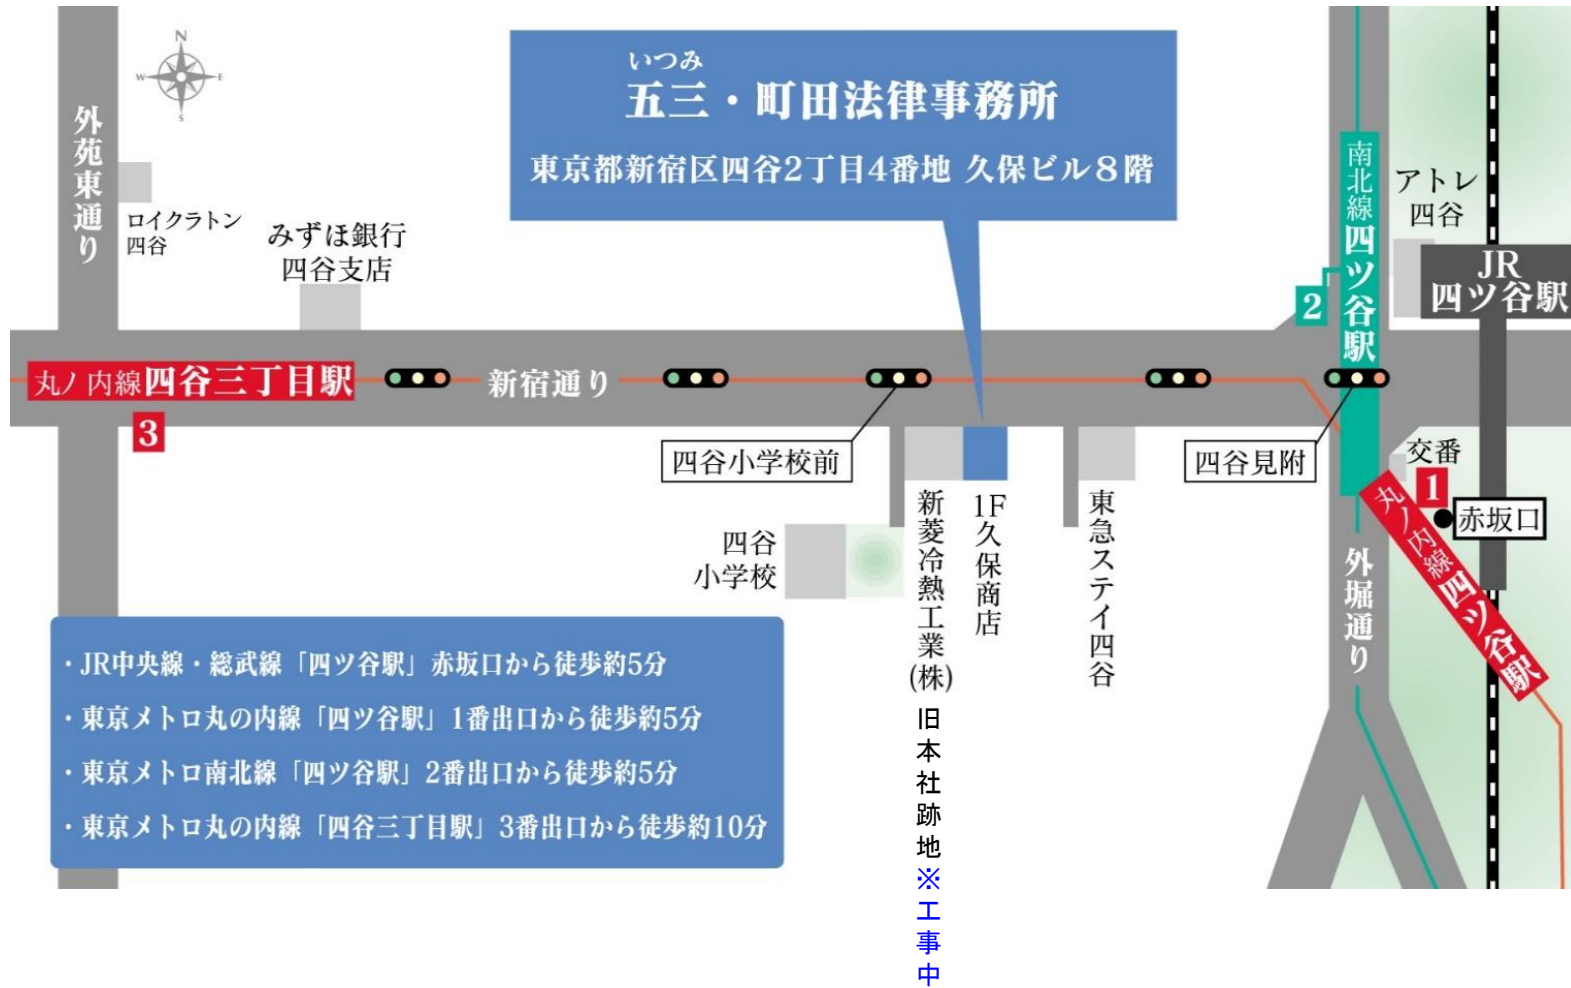 N
W
E
S
いつみ
五三・町田法律事務所
東京都新宿区四谷2丁目4番地 久保ビル8階
外苑東通り
ロイクラトン
四谷
みずほ銀行
四谷支店
南北線四ツ谷駅
2
アトレ
四谷
JR
四ツ谷駅
丸ノ内線四谷三丁目駅
3
新宿通り
四谷小学校前
四谷見附
交番
1
赤坂口
丸ノ内線四ツ谷駅
外堀通り
四谷
小学校
新菱冷熱工業(株)旧本社跡地※工事中
1F久保商店
東急ステイ四谷
・JR中央線・総武線「四ツ谷駅」赤坂口から徒歩約5分
・東京メトロ丸の内線「四ツ谷駅」1番出口から徒歩約5分
・東京メトロ南北線「四ツ谷駅」2番出口から徒歩約5分
・東京メトロ丸の内線「四谷三丁目駅」3番出口から徒歩約10分